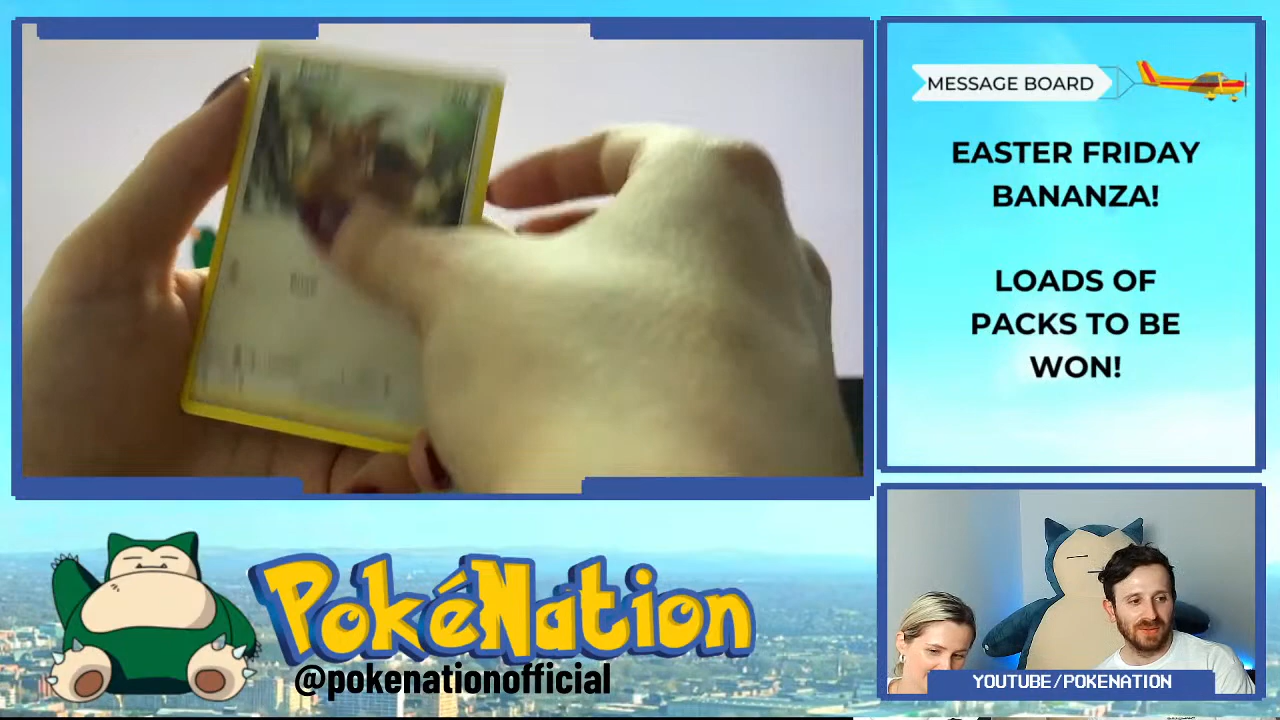 MESSAGE BOARD
EASTER FRIDAY
BANANZA!
LOADS OF
PACKS TO BE
WON!
PokéNation
@pokenationofficial
YOUTUBE/POKENATION